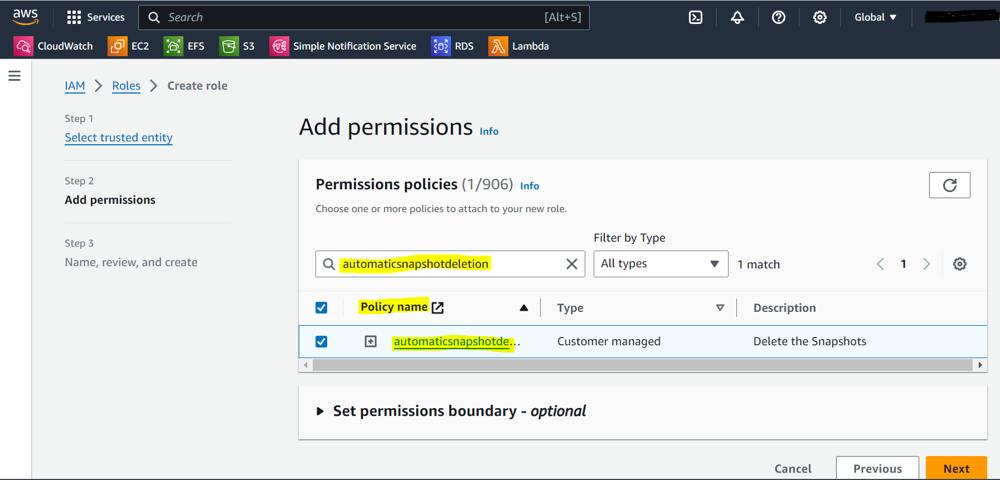 aws
Services
Search
[Alt+S]
Global
CloudWatch
EC2
EFS
S3
Simple Notification Service
RDS
Lambda
IAM
Roles
Create role
Step 1
Select trusted entity
Step 2
Add permissions
Step 3
Name, review, and create
Add permissions Info
Permissions policies (1/906) Info
Choose one or more policies to attach to your new role.
Filter by Type
automaticsnapshotdeletion
All types
1 match
1
Policy name
Type
Description
automaticsnapshotde...
Customer managed
Delete the Snapshots
Set permissions boundary - optional
Cancel
Previous
Next